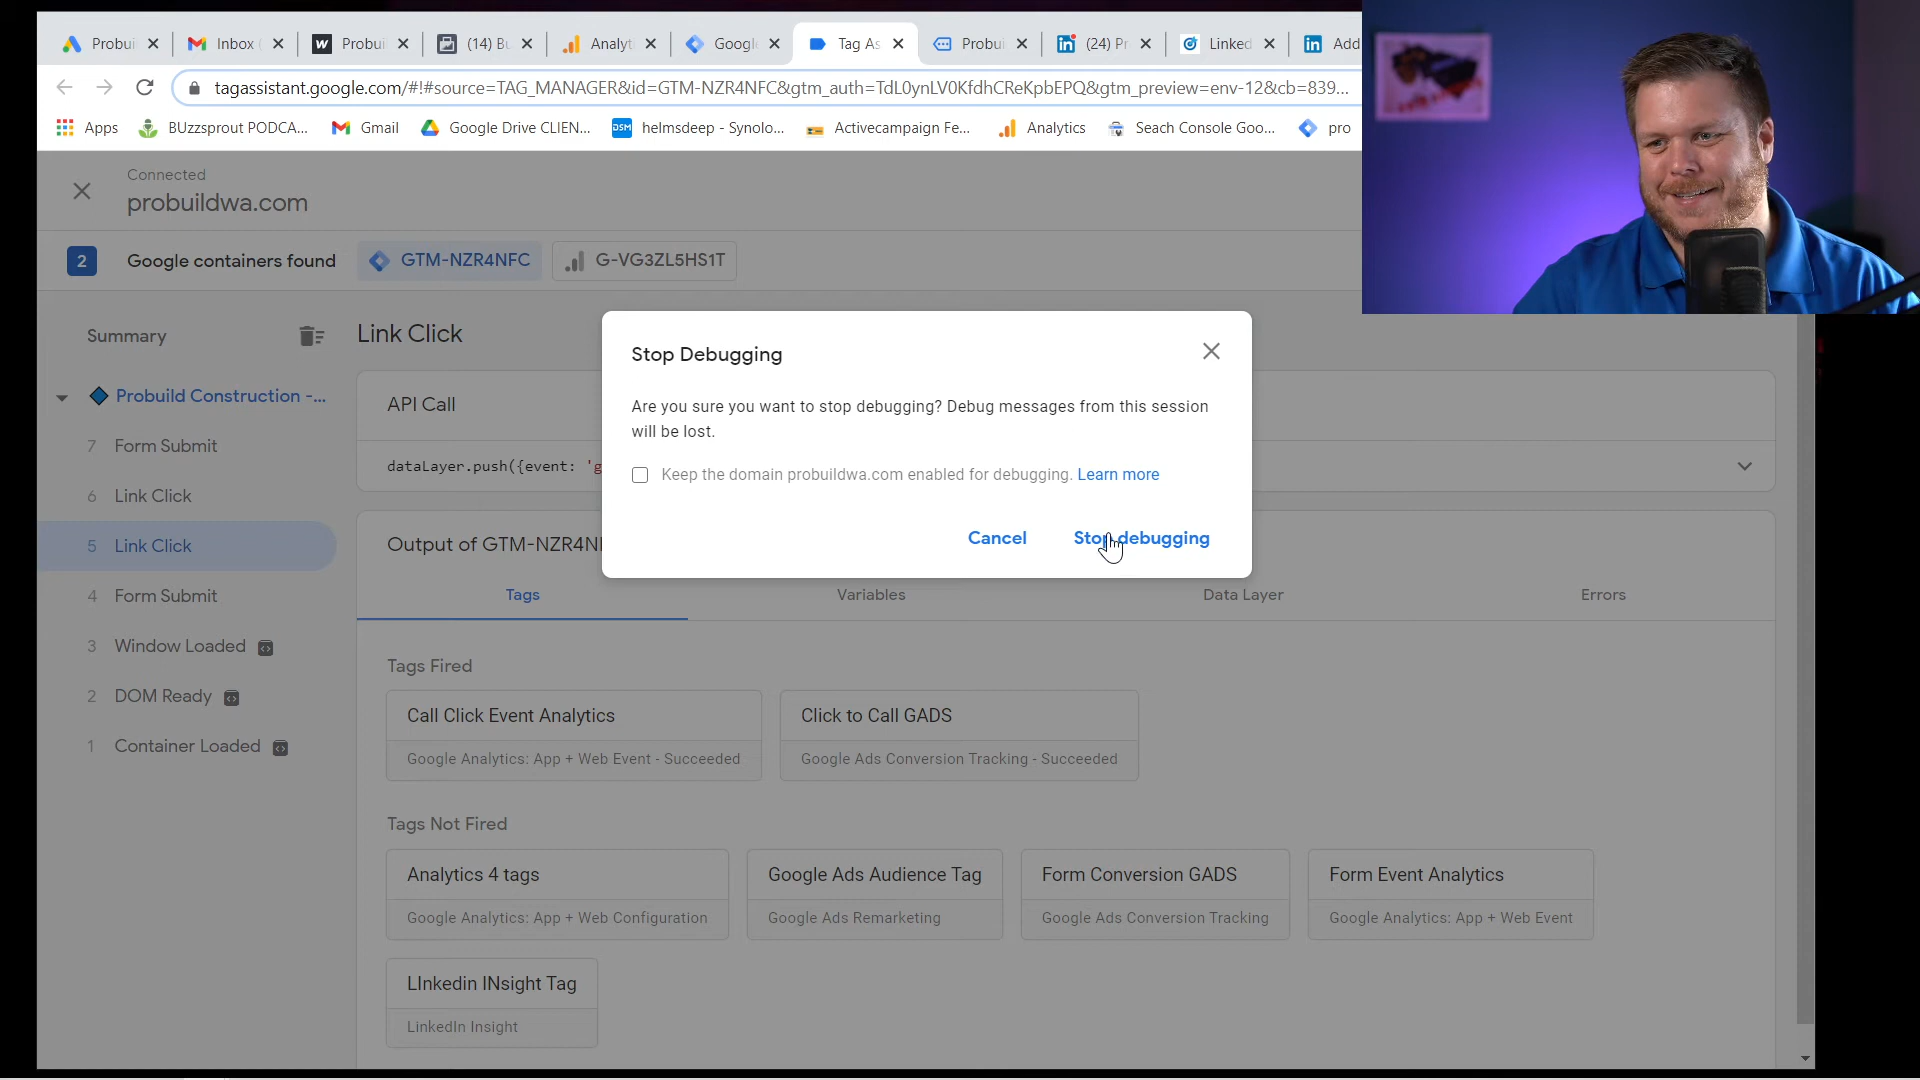 Probui
Inbox (
Probui
(14) Bu
Analyt
Google
Tag As
Probui
(24) Pr
Linked
Add
tagassistant.google.com/#!#source=TAG_MANAGER&id=GTM-NZR4NFC&gtm_auth=TdL0ynLV0KfdhCReKpbEPQ&gtm_preview=env-12&cb=839...
Apps
BUzzsprout PODCA...
Gmail
Google Drive CLIEN...
DSM
helmsdeep - Synolo...
Activecampaign Fe...
Analytics
Seach Console Goo...
pro
Connected
probuildwa.com
2
Google containers found
GTM-NZR4NFC
G-VG3ZL5HS1T
Summary
Link Click
Probuild Construction -...
7 Form Submit
6 Link Click
5 Link Click
4 Form Submit
3 Window Loaded
2 DOM Ready
1 Container Loaded
API Call
dataLayer.push({event: 'g
Stop Debugging
Are you sure you want to stop debugging? Debug messages from this session
will be lost.
Keep the domain probuildwa.com enabled for debugging. Learn more
Cancel
Stop debugging
Output of GTM-NZR4N
Tags
Variables
Data Layer
Errors
Tags Fired
Call Click Event Analytics
Google Analytics: App + Web Event - Succeeded
Click to Call GADS
Google Ads Conversion Tracking - Succeeded
Tags Not Fired
Analytics 4 tags
Google Analytics: App + Web Configuration
Google Ads Audience Tag
Google Ads Remarketing
Form Conversion GADS
Google Ads Conversion Tracking
Form Event Analytics
Google Analytics: App + Web Event
LInkedin INsight Tag
LinkedIn Insight